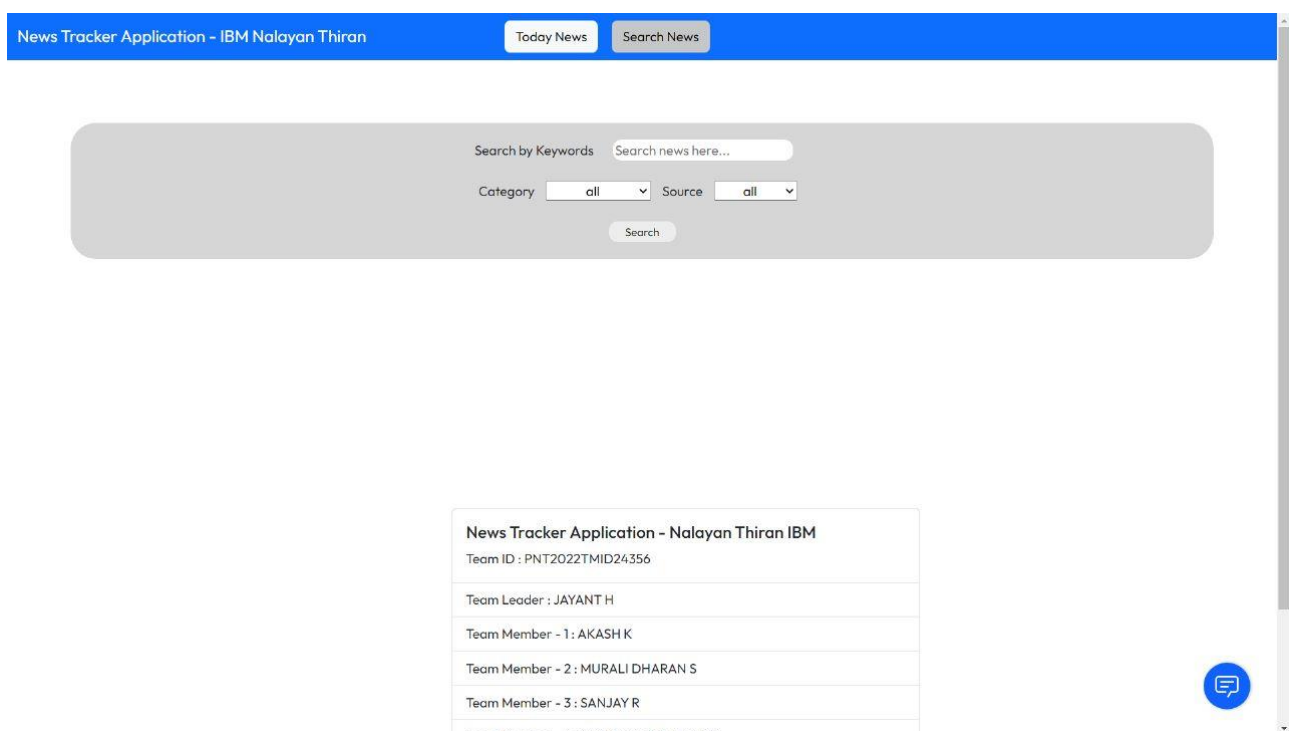 News Tracker Application - IBM Nalayan Thiran Today News Search News
Search by Keywords Search news here...
Category all Source all
Search
News Tracker Application - Nalayan Thiran IBM
Team ID : PNT2022TMID24356
Team Leader : JAYANT H
Team Member - 1 : AKASH K
Team Member - 2 : MURALI DHARAN S
Team Member - 3 : SANJAY R